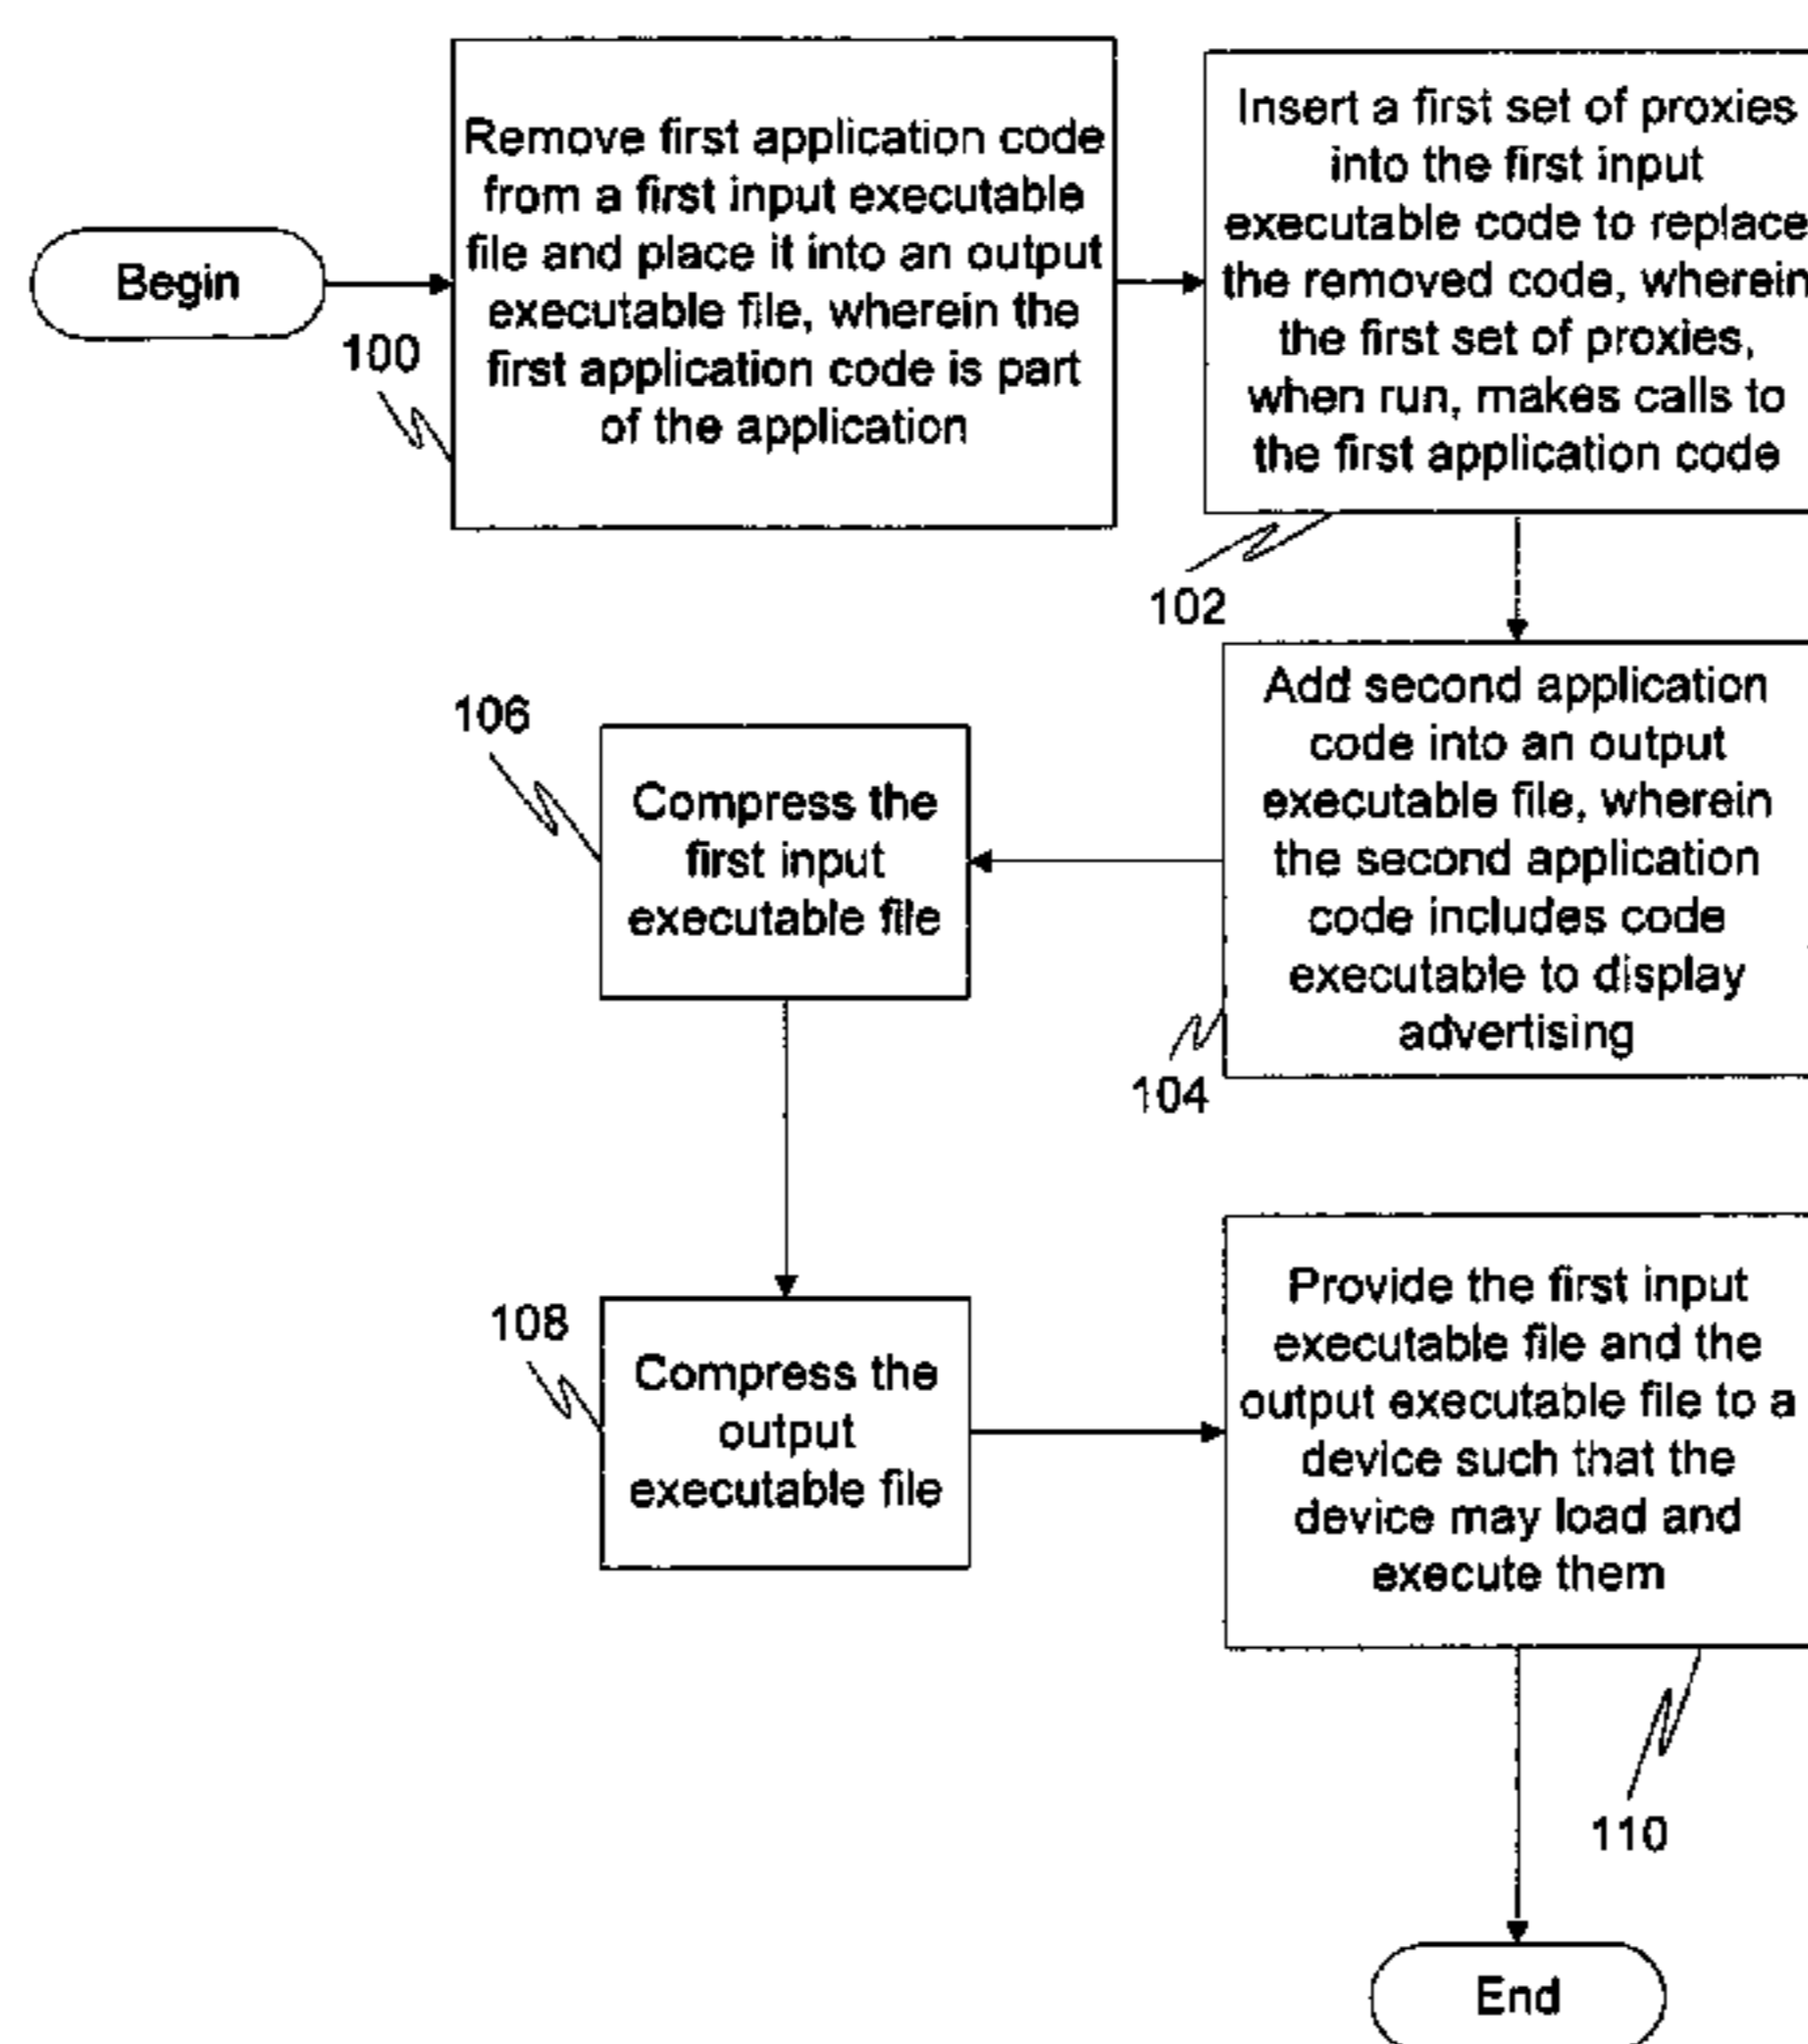 Begin
100
Remove first application code
from a first input executable
file and place it into an output
executable file, wherein the
first application code is part
of the application
Insert a first set of proxies
into the first input
executable code to replace
the removed code, wherein
the first set of proxies,
when run, makes calls to
the first application code
102
Add second application
code into an output
executable file, wherein
the second application
code includes code
executable to display
advertising
104
106
Compress the
first input
executable file
108
Compress the
output
executable file
Provide the first input
executable file and the
output executable file to a
device such that the
device may load and
execute them
110
End